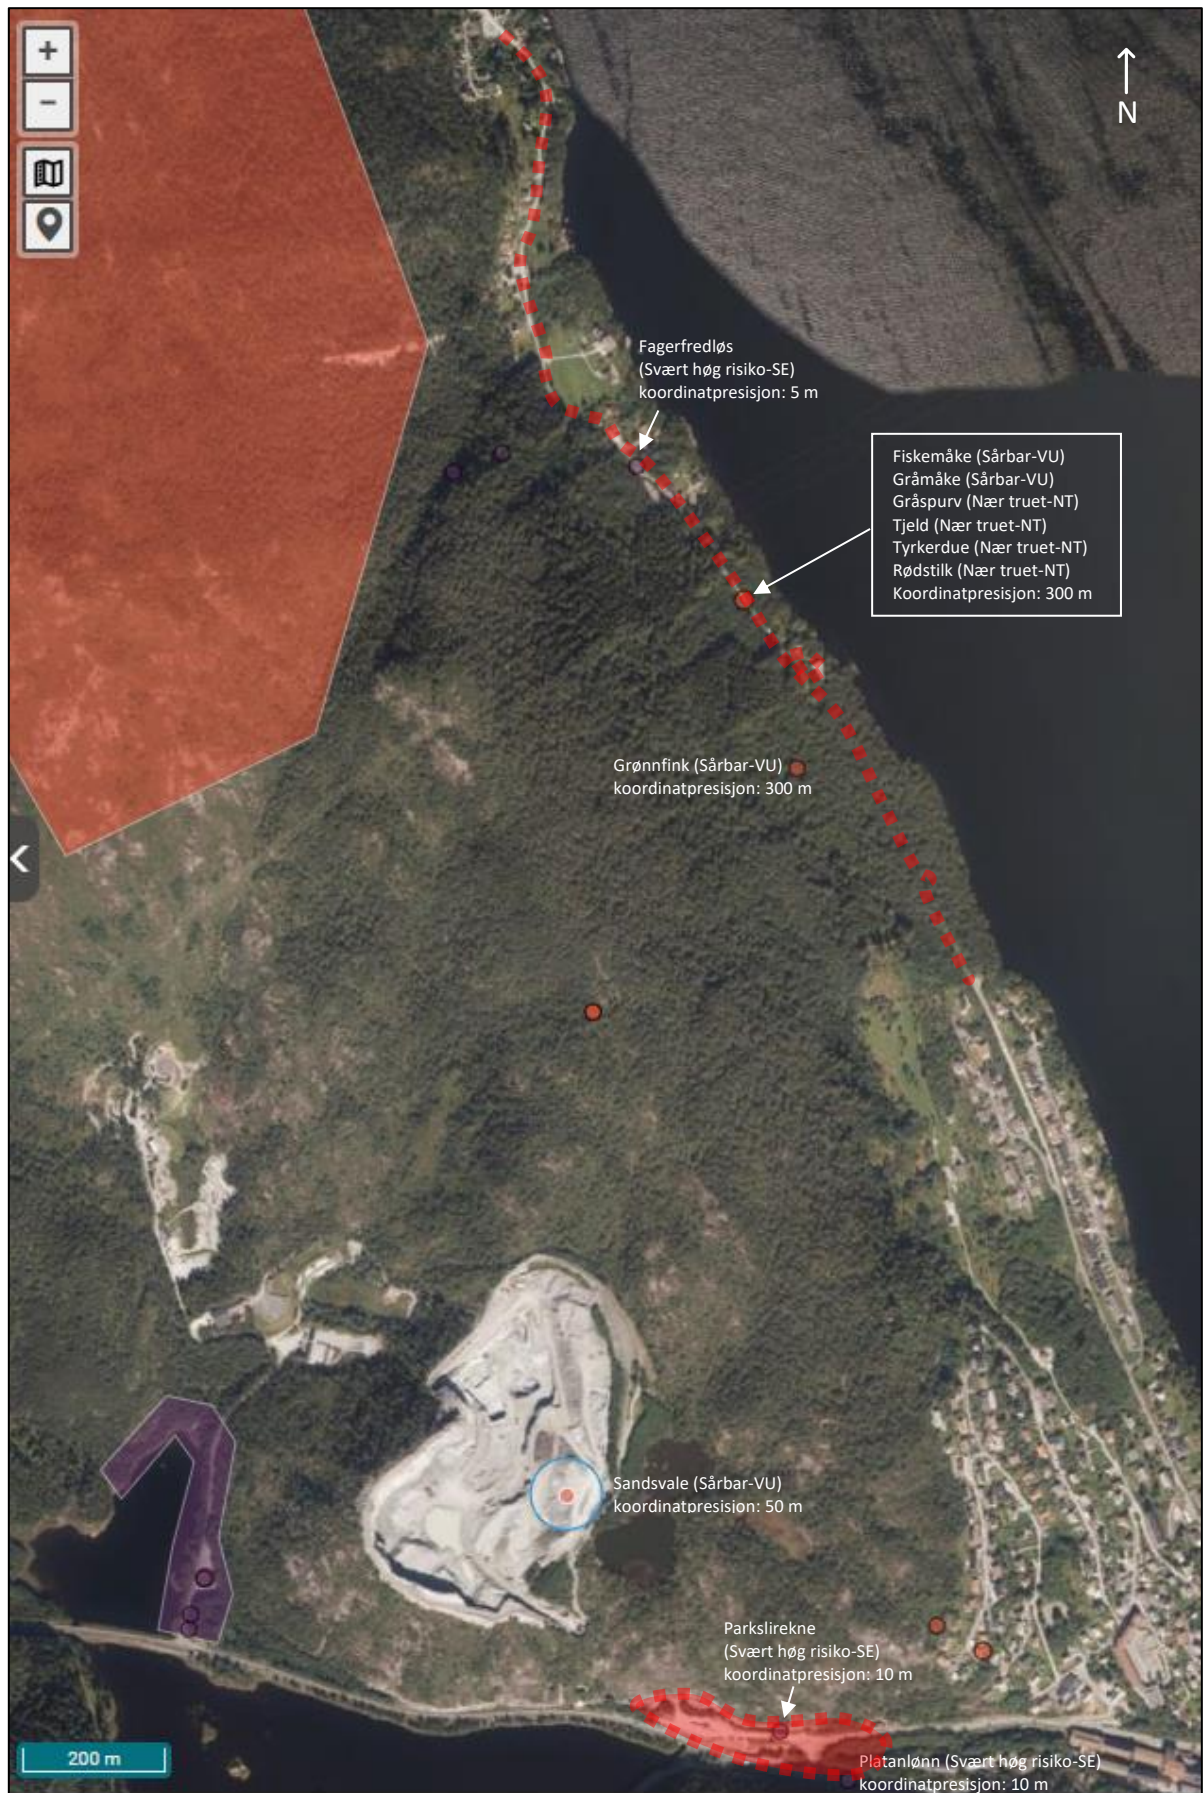 +
N
−
Fagerfredløs
(Svært høg risiko-SE)
koordinatpresisjon: 5 m
Fiskemåke (Sårbar-VU)
Gråmåke (Sårbar-VU)
Gråspurv (Nær truet-NT)
Tjeld (Nær truet-NT)
Tyrkerdue (Nær truet-NT)
Rødstilk (Nær truet-NT)
Koordinatpresisjon: 300 m
Grønnfink (Sårbar-VU)
koordinatpresisjon: 300 m
Sandsvale (Sårbar-VU)
koordinatpresisjon: 50 m
Parkslirekne
(Svært høg risiko-SE)
koordinatpresisjon: 10 m
200 m
Platanlønn (Svært høg risiko-SE)
koordinatpresisjon: 10 m